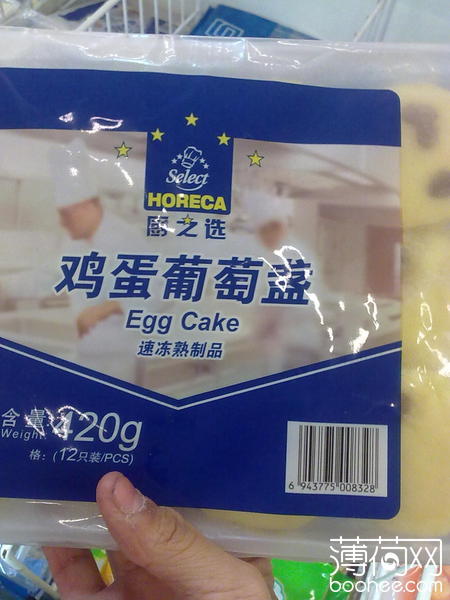 Select
HORECA
厨之选
鸡蛋葡萄盏
Egg Cake
速冻熟制品
含量:420g
Weight:
格：(12只装/PCS)
6 943775 008328
薄荷网
boohee.com